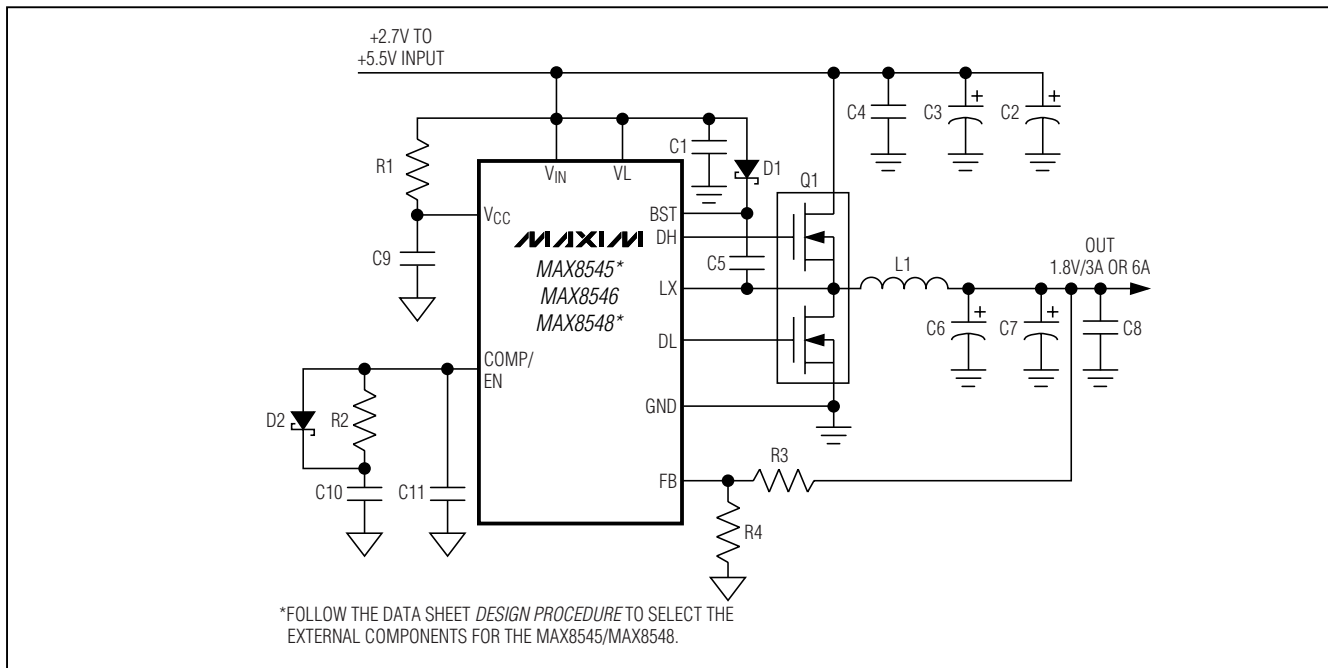 +2.7V TO
+5.5V INPUT
C4
C3
+
C2
+
R1
C1
D1
VIN
VL
Q1
VCC
BST
MAXIM
DH
C9
MAX8545*
C5
OUT
1.8V/3A OR 6A
MAX8546
LX
L1
MAX8548*
C6
+
C7
+
C8
DL
COMP/
EN
GND
D2
R2
R3
FB
C10
C11
R4
*FOLLOW THE DATA SHEET DESIGN PROCEDURE TO SELECT THE
EXTERNAL COMPONENTS FOR THE MAX8545/MAX8548.